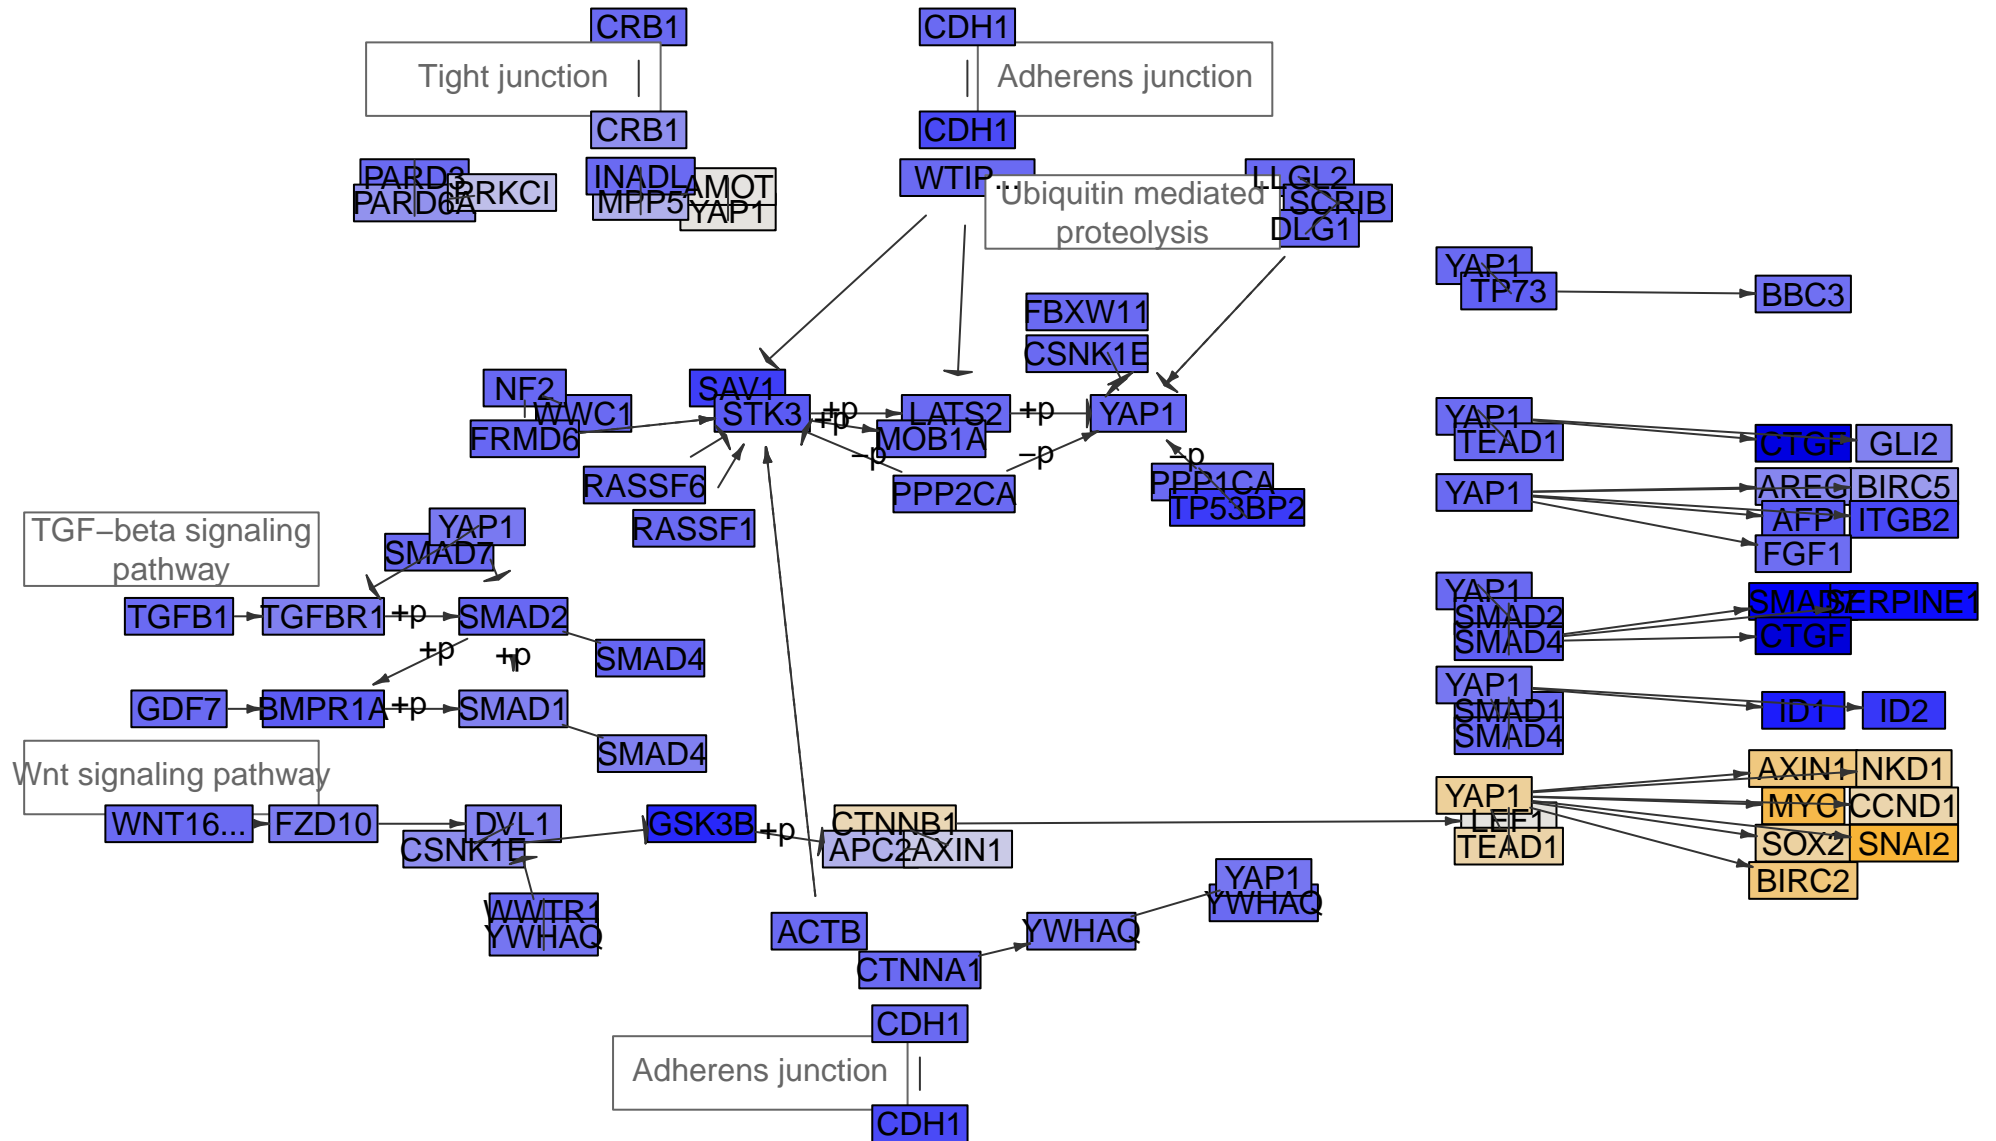 CRB1
CDH1
Tight junction
Adherens junction
CRB1
CDH1
PARD3
PRKCI
PARD6A
INADL
AMOT
MPP5
YAP1
WTIP...
LLGL2
SCRIB
DLG1
Ubiquitin mediated
proteolysis
YAP1
TP73
BBC3
FBXW11
CSNK1E
NF2
WWC1
FRMD6
SAV1
STK3
+p
+p
LATS2
MOB1A
+p
YAP1
−p
−p
−p
RASSF6
RASSF1
PPP2CA
PPP1CA
TP53BP2
YAP1
TEAD1
CTGF
GLI2
YAP1
AREG
BIRC5
AFP
ITGB2
FGF1
TGF−beta signaling
pathway
YAP1
SMAD7
TGFB1
TGFBR1
+p
SMAD2
+p
+p
SMAD4
GDF7
BMPR1A
+p
SMAD1
SMAD4
YAP1
SMAD2
SMAD4
SMAD7
SERPINE1
CTGF
YAP1
SMAD1
SMAD4
ID1
ID2
Wnt signaling pathway
WNT16...
FZD10
DVL1
CSNK1E
GSK3B
+p
CTNNB1
APC2
AXIN1
YAP1
LEF1
TEAD1
AXIN1
NKD1
MYC
CCND1
SOX2
SNAI2
BIRC2
WWTR1
YWHAQ
ACTB
CTNNA1
YWHAQ
YAP1
YWHAQ
CDH1
Adherens junction
CDH1